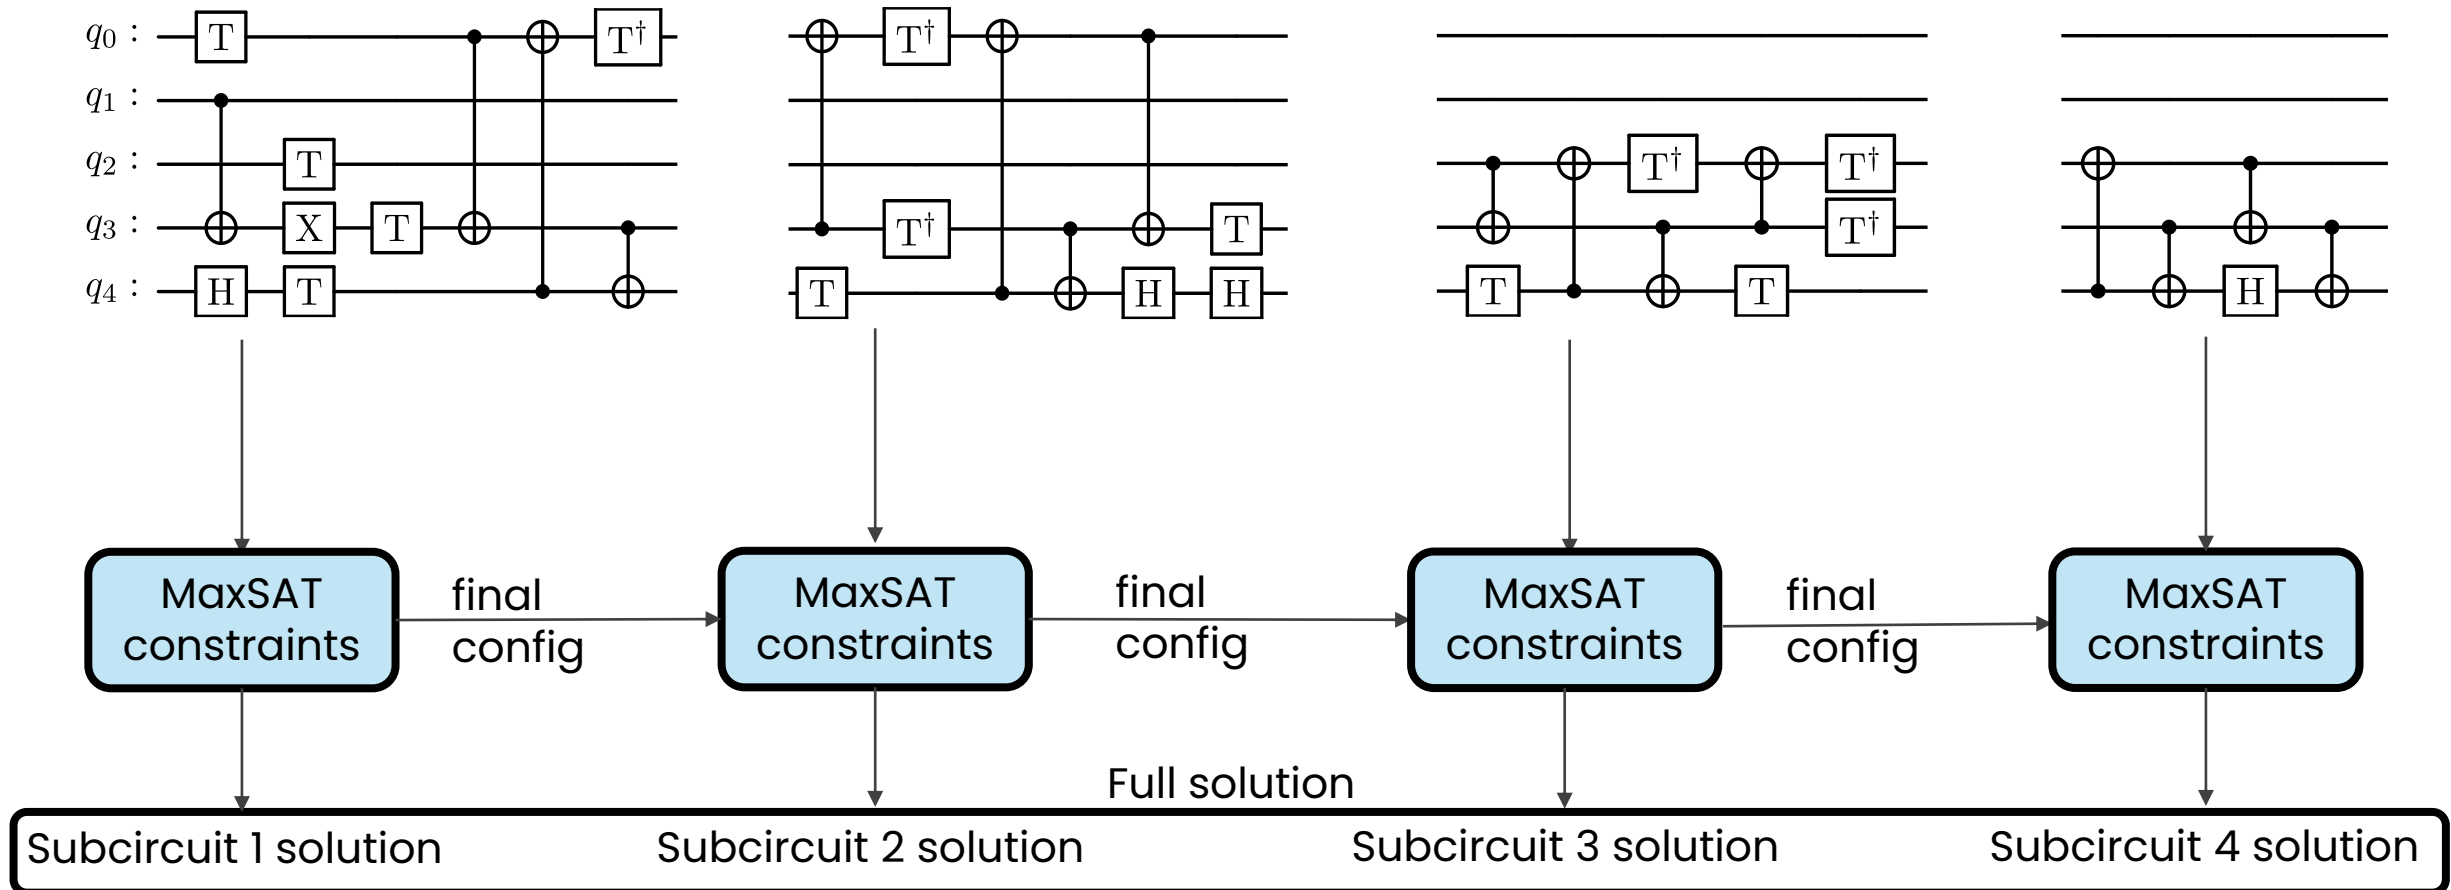 q₀ : T T†
T†
q₁ :
q₂ : T
T† T†
q₃ : X T
T† T
T†
q₄ : H T
T H H
T T
H
MaxSAT
constraints
final
config
MaxSAT
constraints
final
config
MaxSAT
constraints
final
config
MaxSAT
constraints
Full solution
Subcircuit 1 solution
Subcircuit 2 solution
Subcircuit 3 solution
Subcircuit 4 solution